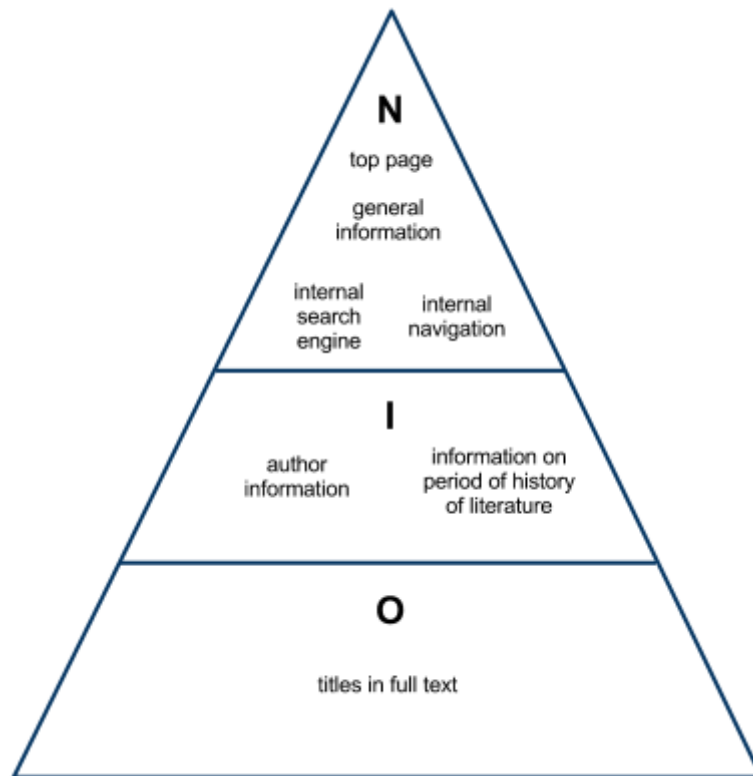 N
top page
general
information
internal
search
engine
internal
navigation
I
author
information
information on
period of history
of literature
O
titles in full text